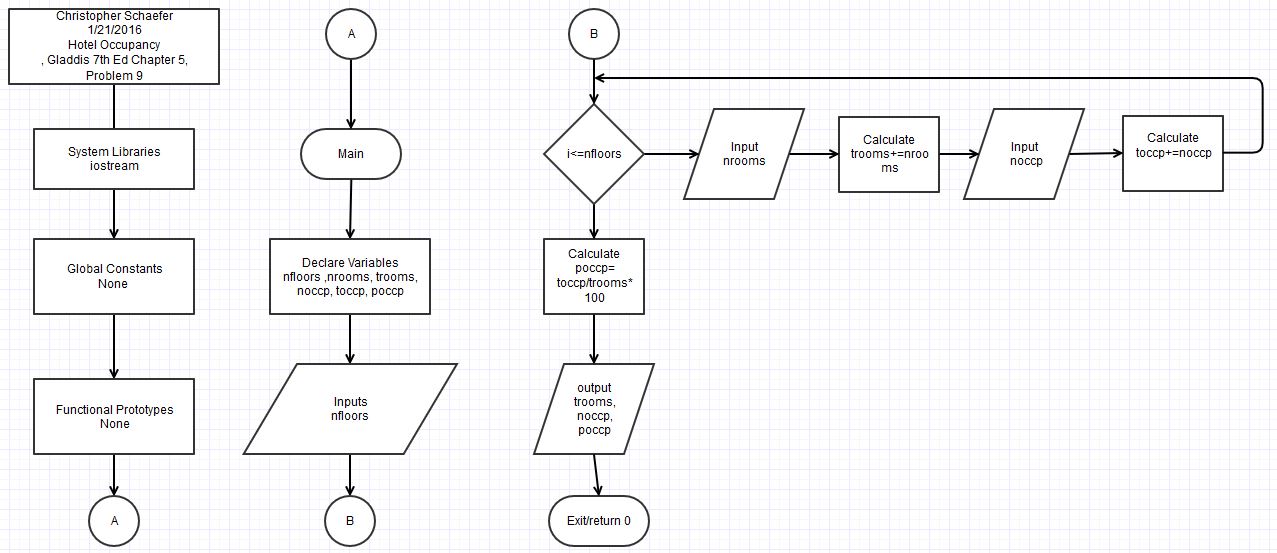 Christopher Schaefer
1/21/2016
Hotel Occupancy
, Gladdis 7th Ed Chapter 5,
Problem 9
System Libraries
iostream
Global Constants
None
Functional Prototypes
None
A
A
Main
Declare Variables
nfloors ,nrooms, trooms,
noccp, toccp, poccp
Inputs
nfloors
B
B
i<=nfloors
Input
nrooms
Calculate
trooms+=nroo
ms
Input
noccp
Calculate
toccp+=noccp
Calculate
poccp=
toccp/trooms*
100
output
trooms,
noccp,
poccp
Exit/return 0